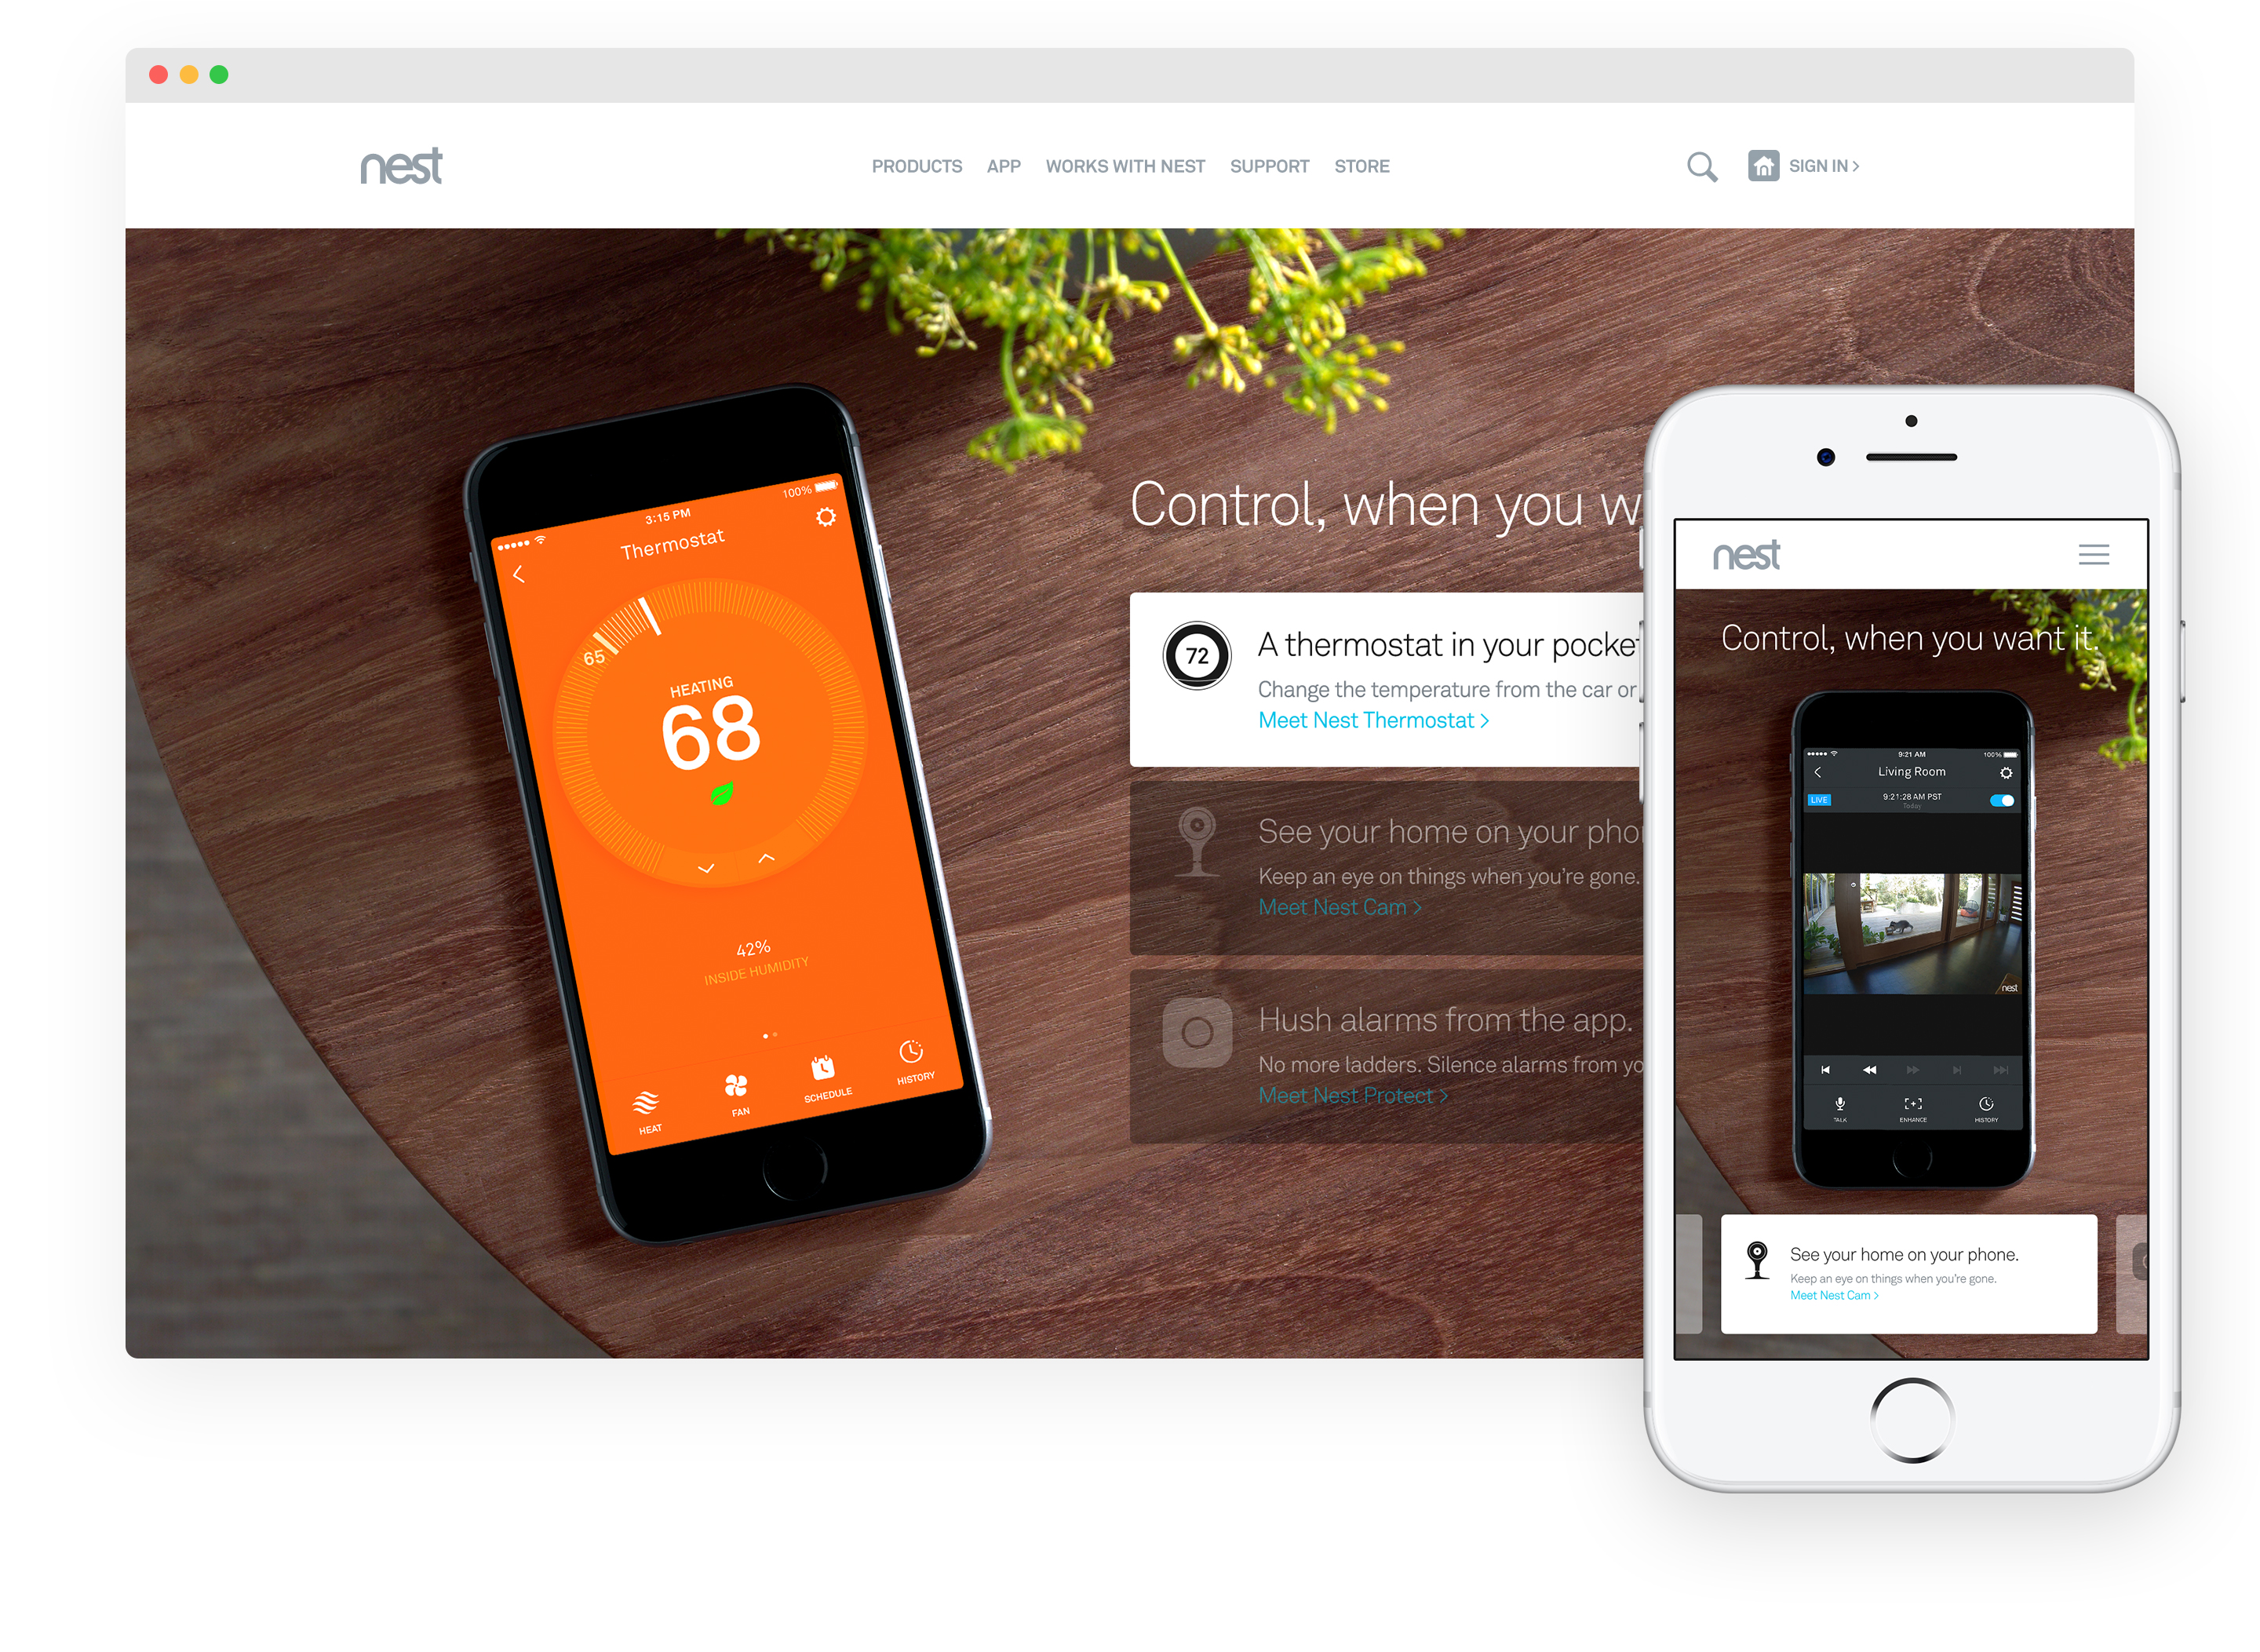 nest
PRODUCTS APP WORKS WITH NEST SUPPORT STORE
SIGN IN >
100%
3:15 PM
Thermostat
65
HEATING
68
42%
INSIDE HUMIDITY
HEAT FAN SCHEDULE HISTORY
Control, when you
72
A thermostat in your pocket
Change the temperature from the car or
Meet Nest Thermostat >
See your home on your
Keep an eye on things when you’re gone.
Meet Nest Cam >
Hush alarms from the app.
No more ladders. Silence alarms from
Meet Nest Protect >
nest
Control, when you want it.
9:21 AM 100%
Living Room
LIVE 9:21:28 AM PST
Today
nest
TALK ENHANCE HISTORY
See your home on your phone.
Keep an eye on things when you’re gone.
Meet Nest Cam >